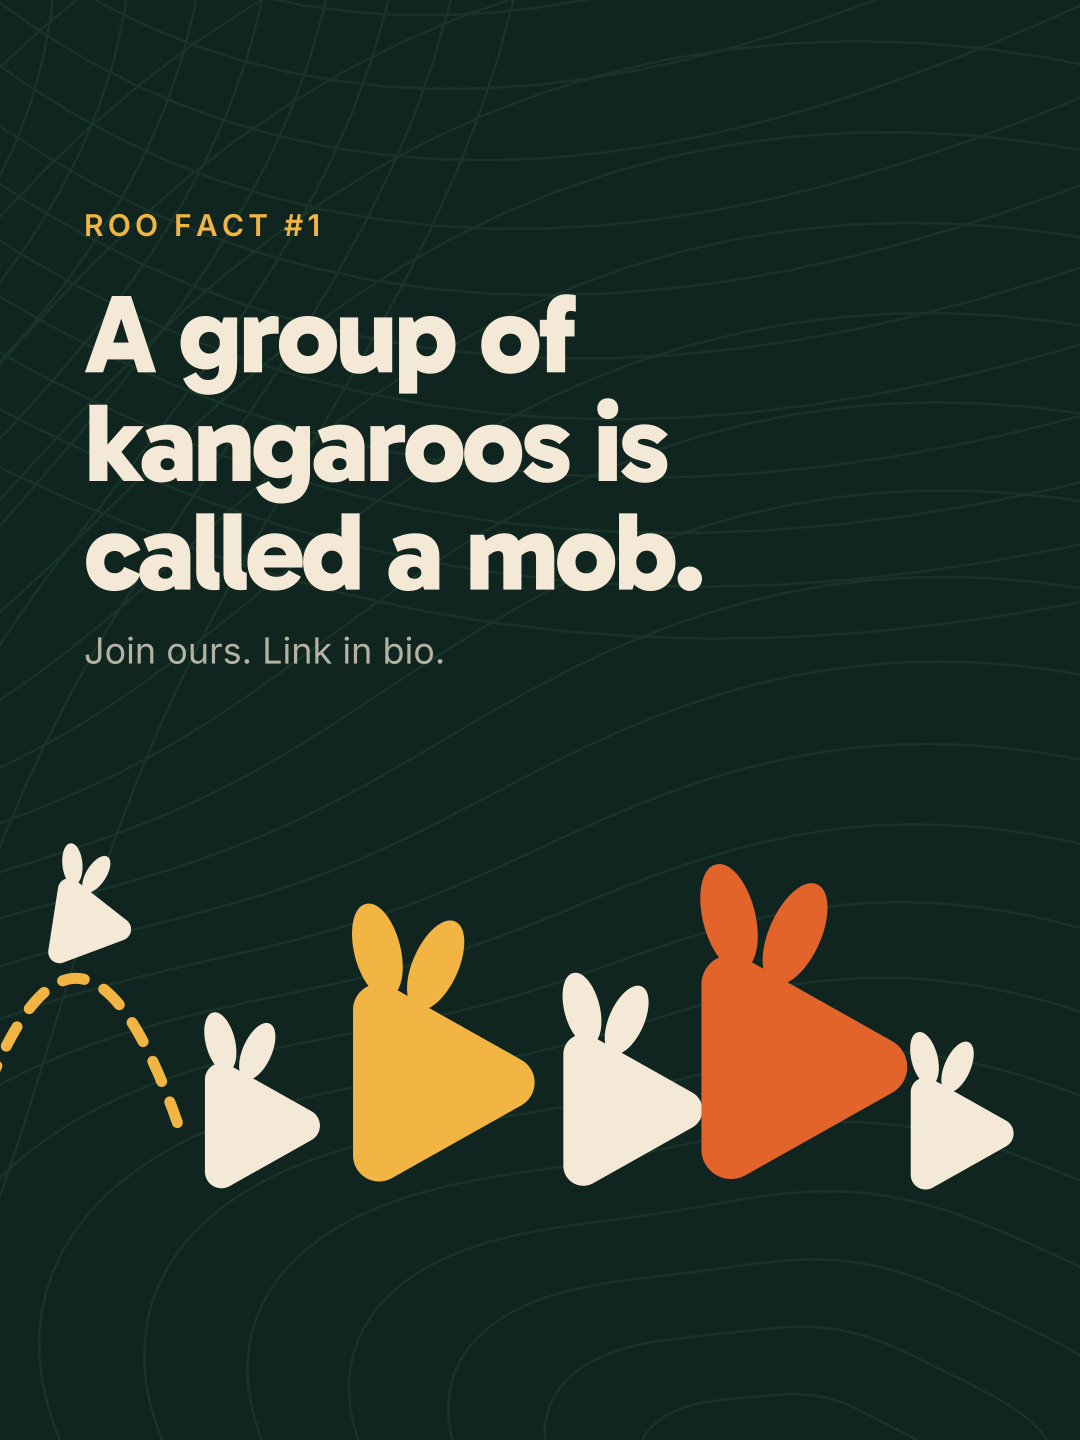 ROO FACT #1
A group of
kangaroos is
called a mob.
Join ours. Link in bio.